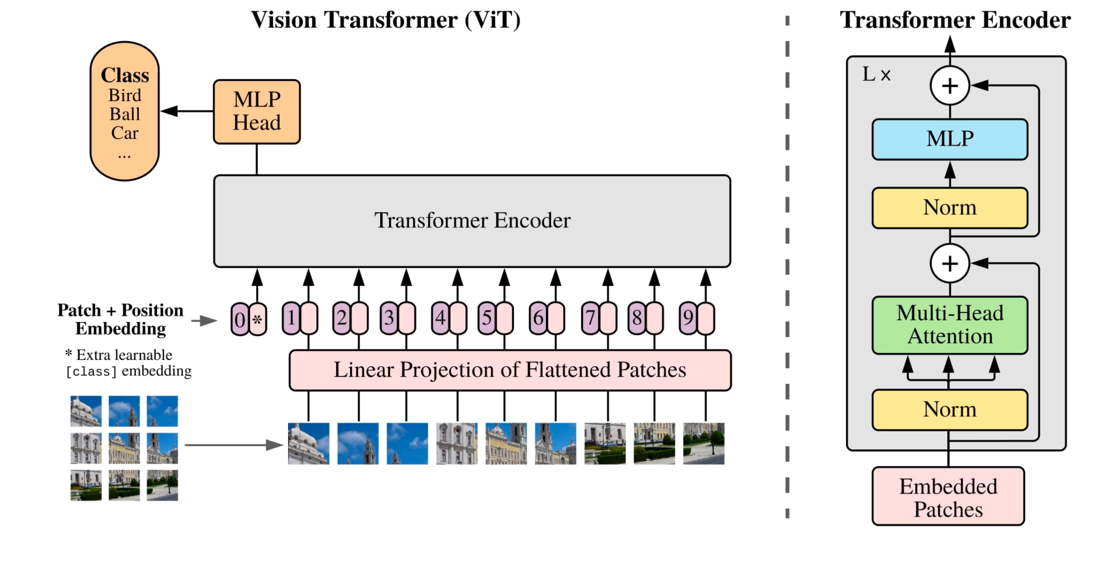 Vision Transformer (ViT)
Class
Bird
Ball
Car
...
MLP
Head
Transformer Encoder
Patch + Position
Embedding
0 * 1 2 3 4 5 6 7 8 9
* Extra learnable
[class] embedding
Linear Projection of Flattened Patches
Transformer Encoder
L x
+
MLP
Norm
+
Multi-Head
Attention
Norm
Embedded
Patches